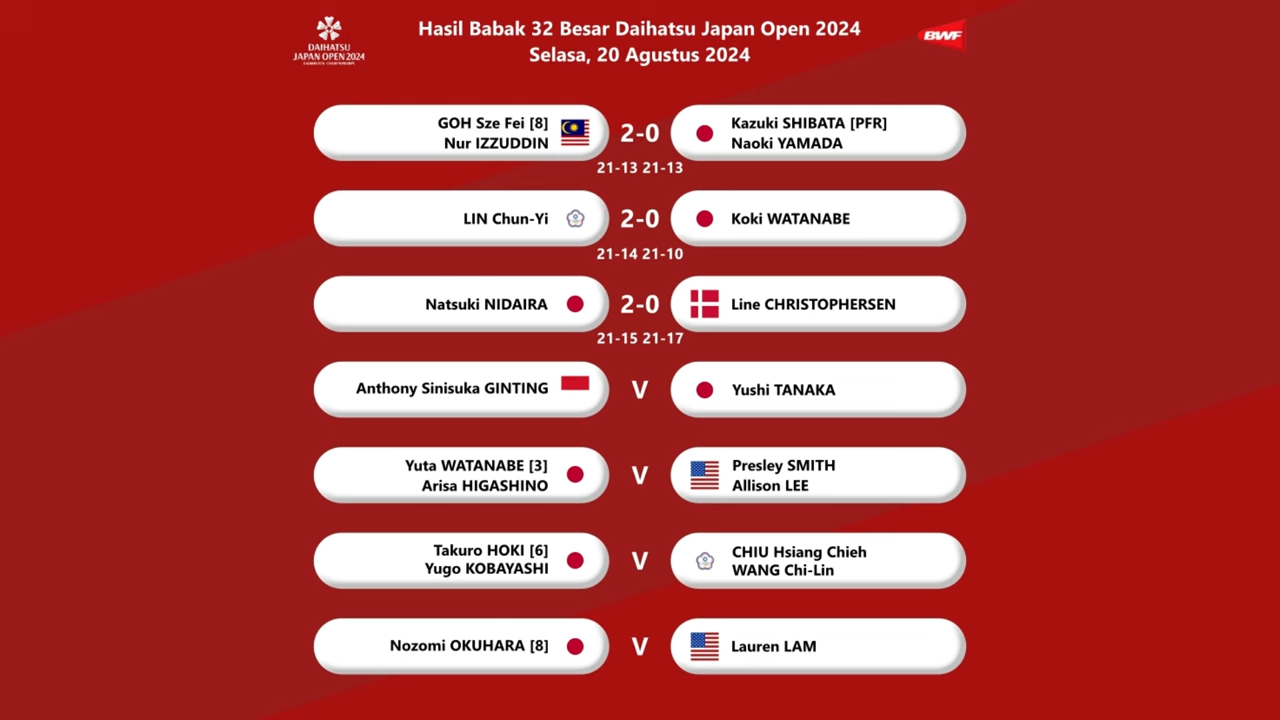 Hasil Babak 32 Besar Daihatsu Japan Open 2024
Selasa, 20 Agustus 2024
DAIHATSU
JAPAN OPEN 2024
BWF
GOH Sze Fei [8]
Nur IZZUDDIN
2-0
Kazuki SHIBATA [PFR]
Naoki YAMADA
21-13 21-13
LIN Chun-Yi
2-0
Koki WATANABE
21-14 21-10
Natsuki NIDAIRA
2-0
Line CHRISTOPHERSEN
21-15 21-17
Anthony Sinisuka GINTING
V
Yushi TANAKA
Yuta WATANABE [3]
Arisa HIGASHINO
V
Presley SMITH
Allison LEE
Takuro HOKI [6]
Yugo KOBAYASHI
V
CHIU Hsiang Chieh
WANG Chi-Lin
Nozomi OKUHARA [8]
V
Lauren LAM